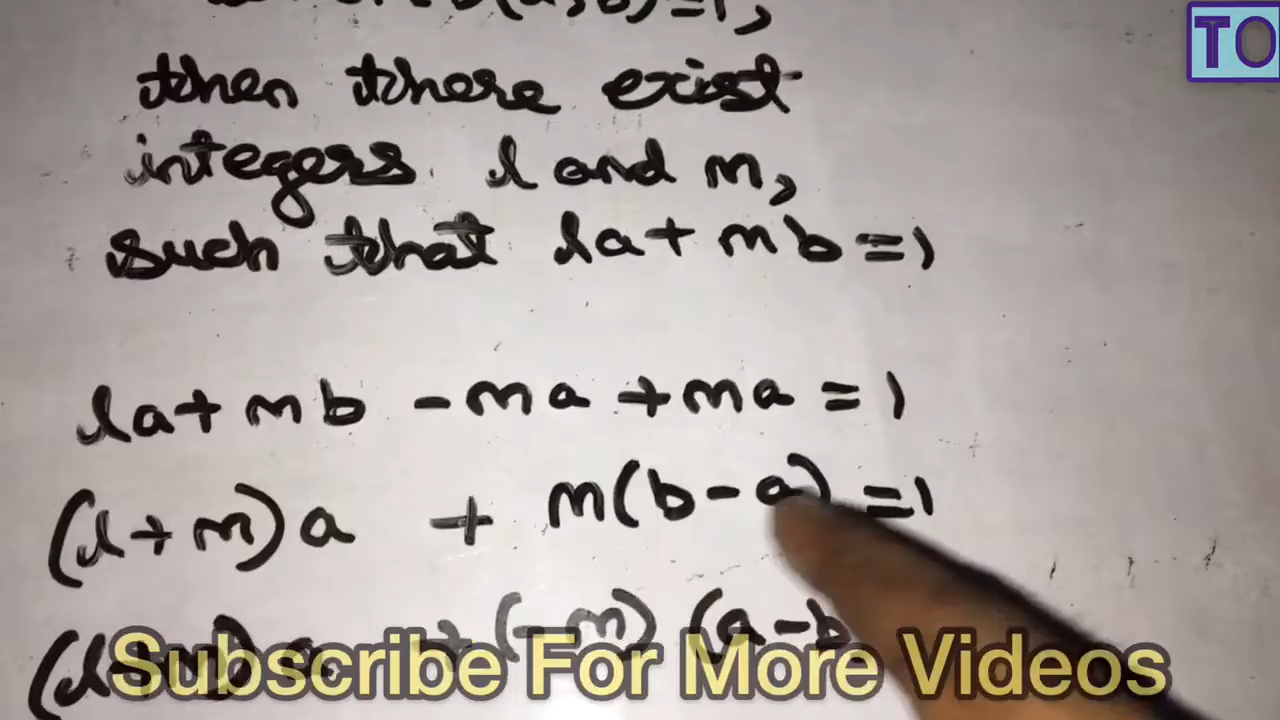 (a,b)=1,
TO
then there exist
integers l and m,
such that la+ mb=1
la+mb -ma +ma =1
(l+m)a + m(b-a) =1
(l+m)a +(-m) (a-b
Subscribe For More Videos